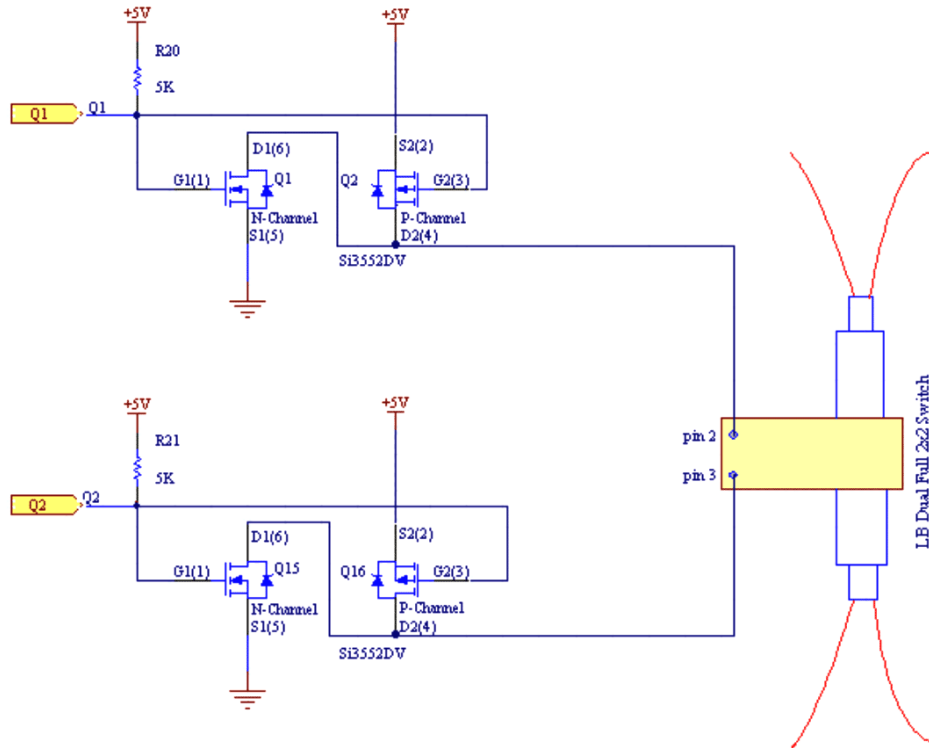 +5V
+5V
R20
5K
Q1
Q1
D1(6)
S2(2)
G1(1)
Q1
Q2
G2(3)
N-Channel
S1(5)
P-Channel
D2(4)
Si3552DV
+5V
+5V
R21
5K
pin 2
pin 3
LB Dual Full 2x2 Switch
Q2
Q2
D1(6)
S2(2)
G1(1)
Q15
Q16
G2(3)
N-Channel
S1(5)
P-Channel
D2(4)
Si3552DV